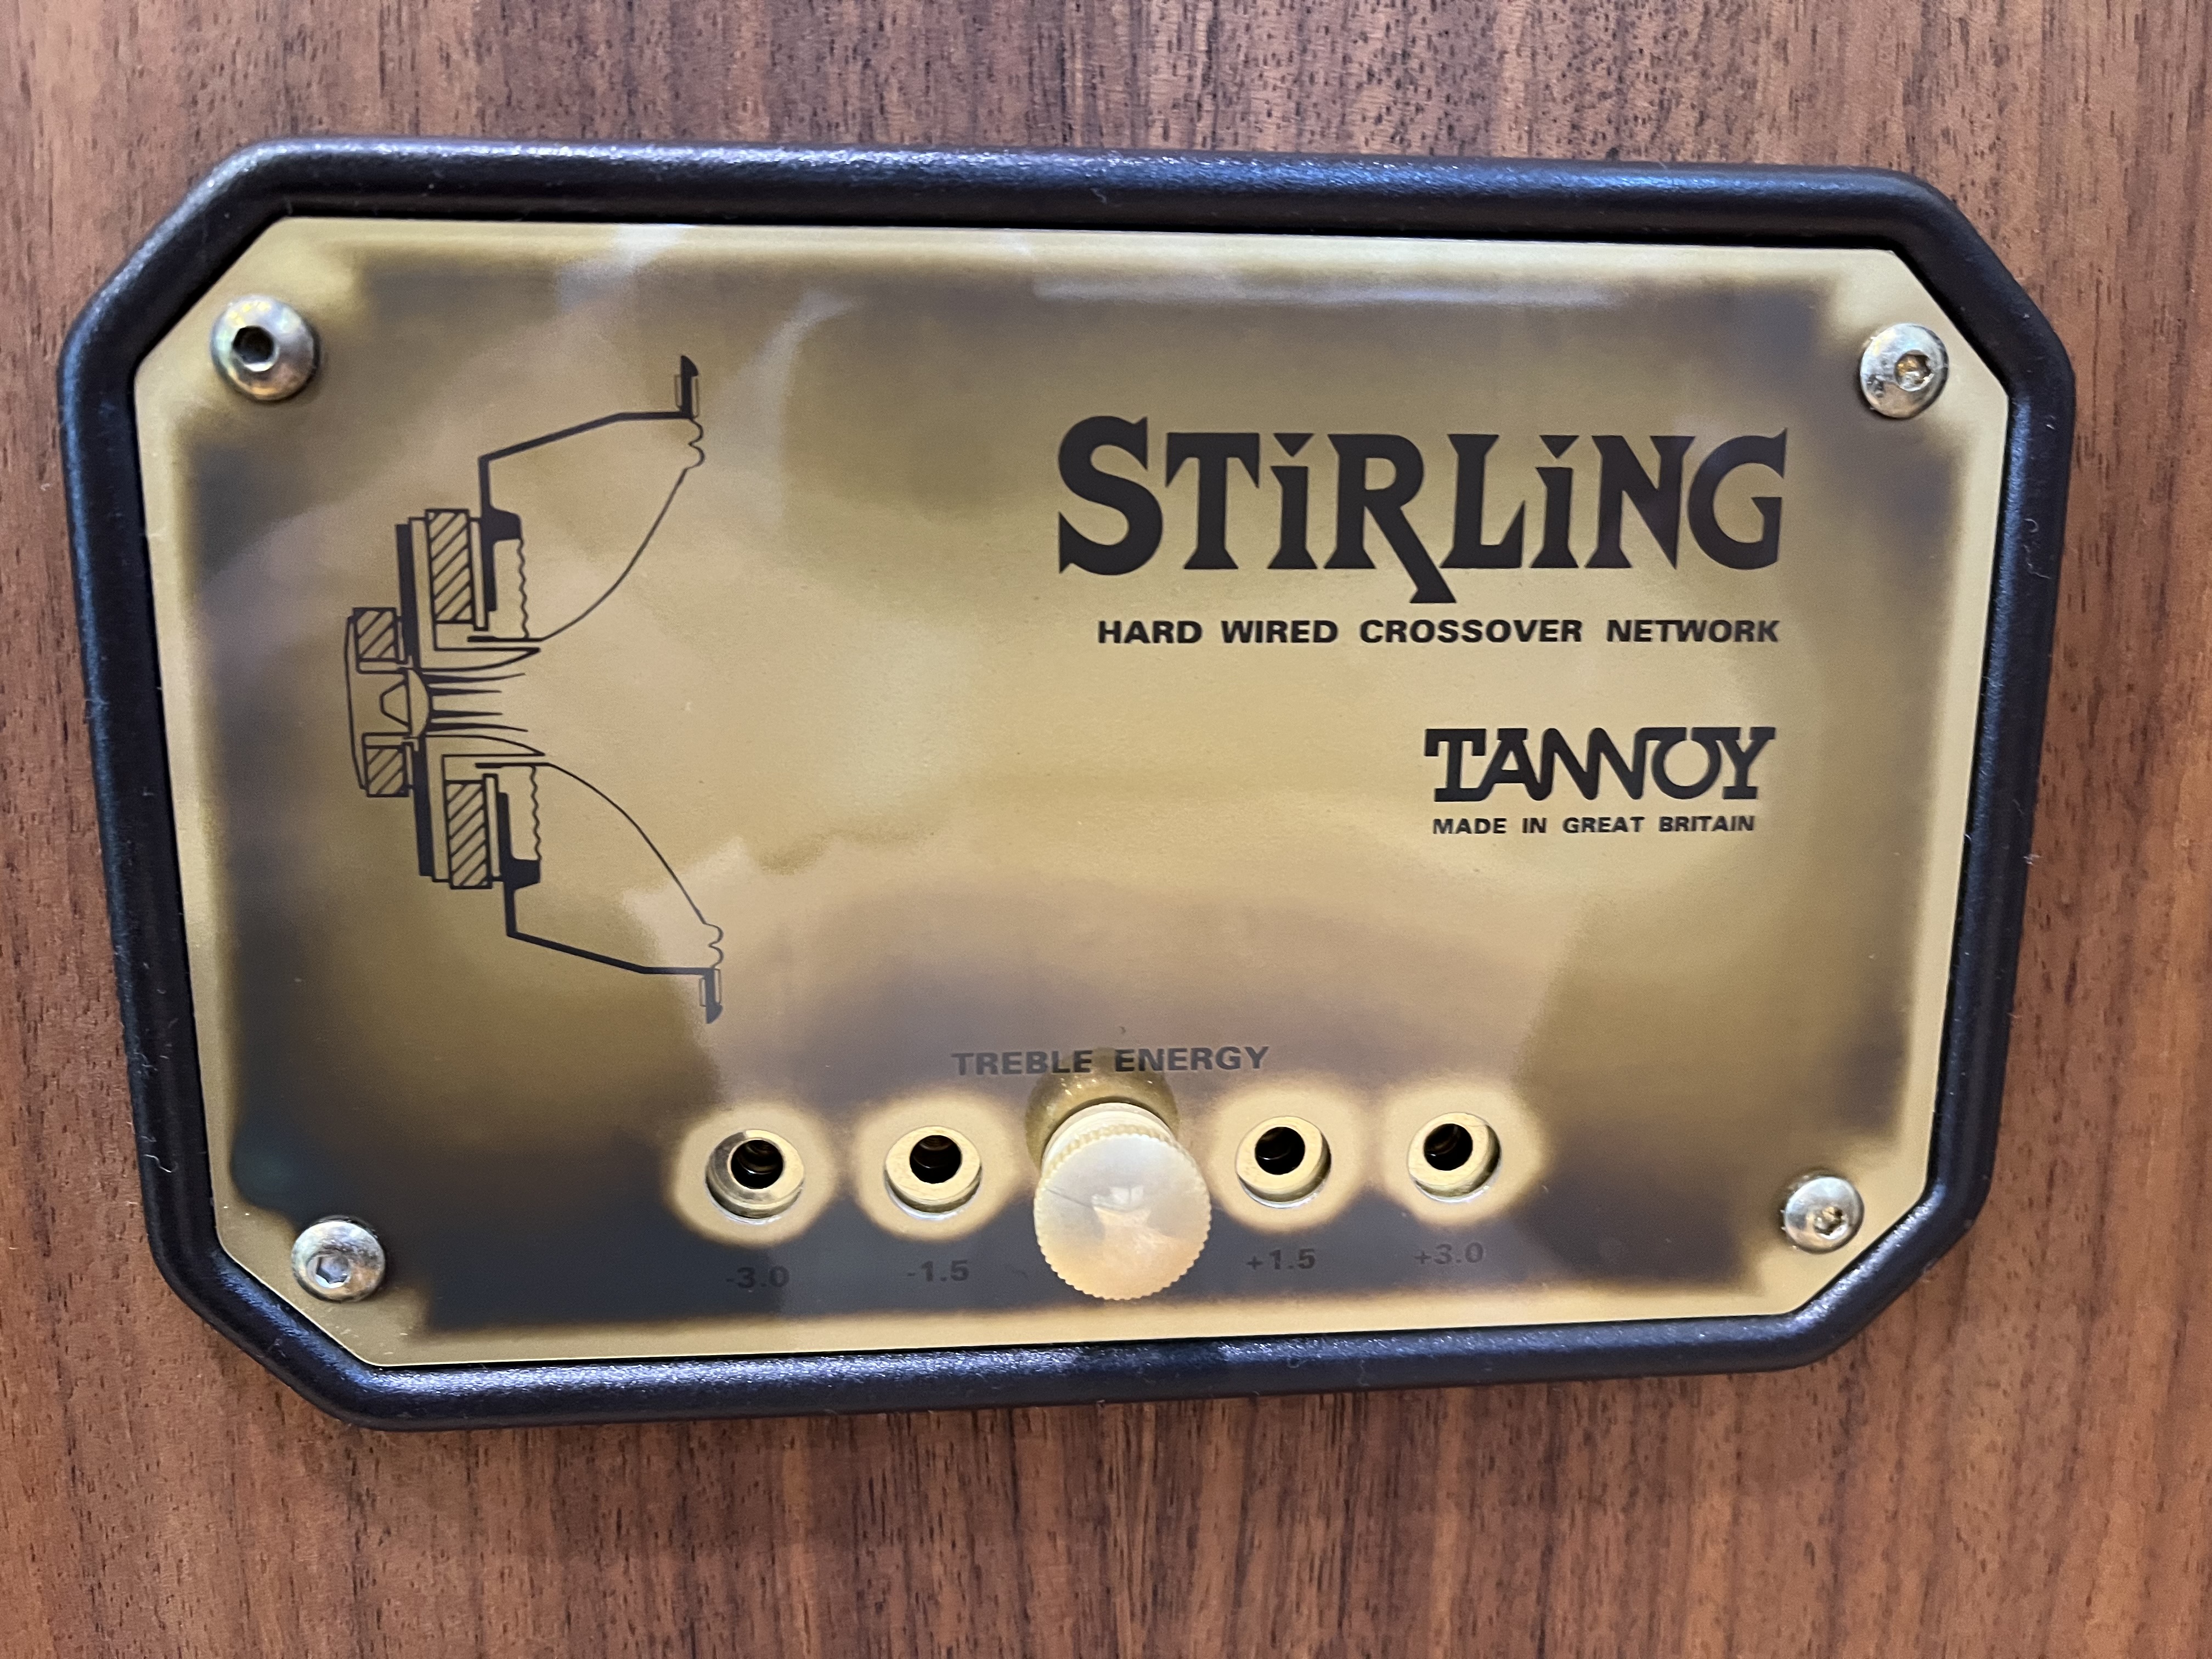 STiRLiNG
HARD WIRED CROSSOVER NETWORK
TANNOY
MADE IN GREAT BRITAIN
TREBLE ENERGY
-3.0 -1.5 +1.5 +3.0